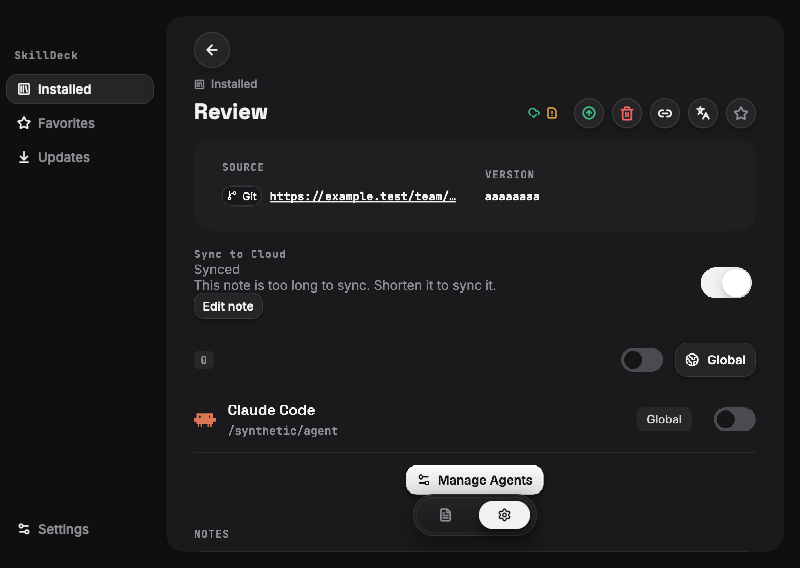 SkillDeck
Installed
Favorites
Updates
Settings
Installed
Review
SOURCE
VERSION
Git
https://example.test/team/…
aaaaaaaa
Sync to Cloud
Synced
This note is too long to sync. Shorten it to sync it.
Edit note
0
Global
Claude Code
/synthetic/agent
Global
Manage Agents
NOTES